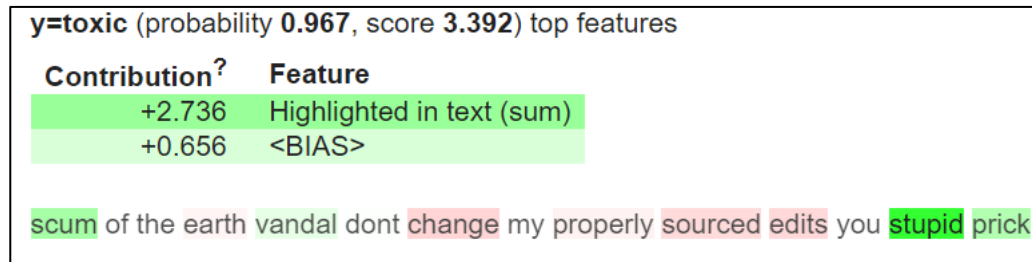 y=toxic (probability 0.967, score 3.392) top features
Contribution? Feature
+2.736 Highlighted in text (sum)
+0.656 <BIAS>
scum of the earth vandal dont change my properly sourced edits you stupid prick